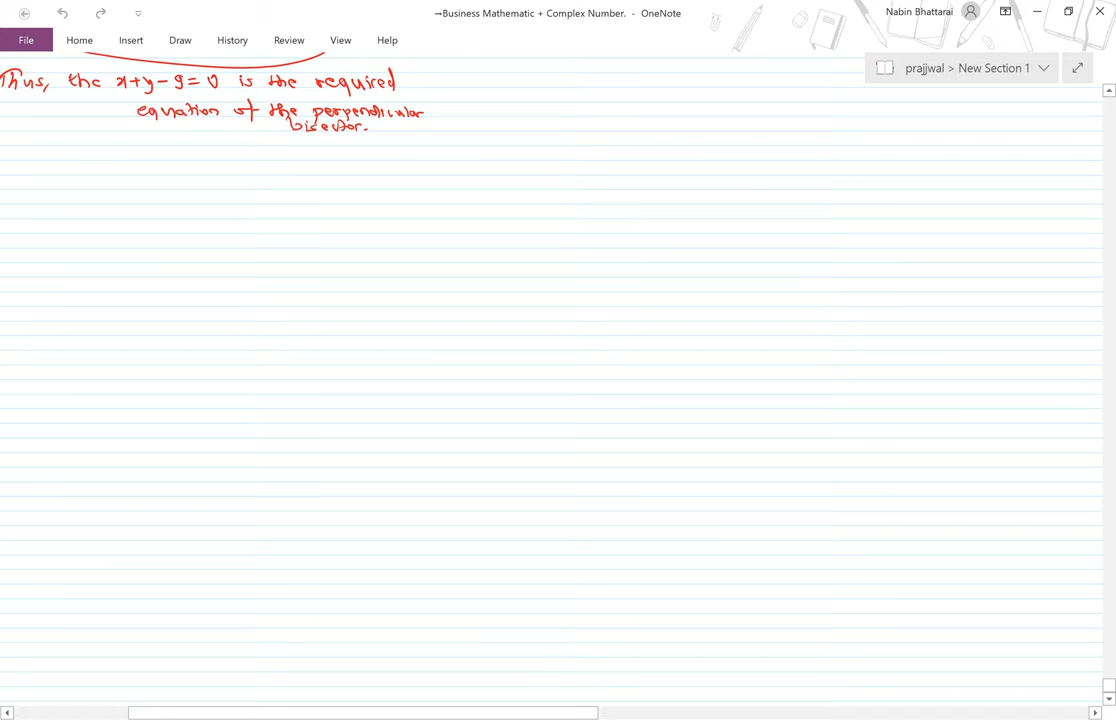 →Business Mathematic + Complex Number. - OneNote
Nabin Bhattarai
File Home Insert Draw History Review View Help
prajjwal > New Section 1
Thus, the x+y-9=0 is the required
equation of the perpendicular
bisector.